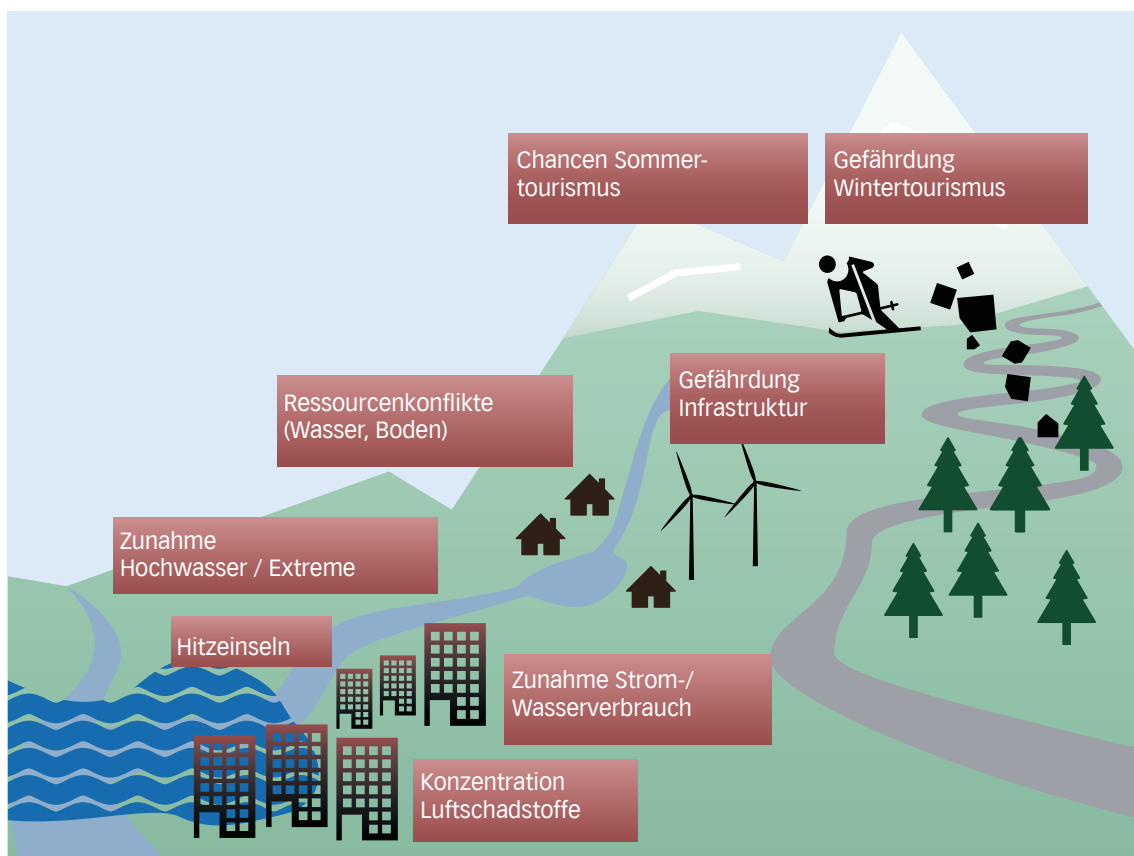 Chancen Sommer-
tourismus
Gefährdung
Wintertourismus
Gefährdung
Infrastruktur
Ressourcenkonflikte
(Wasser, Boden)
Zunahme
Hochwasser / Extreme
Hitzeinseln
Zunahme Strom-/
Wasserverbrauch
Konzentration
Luftschadstoffe